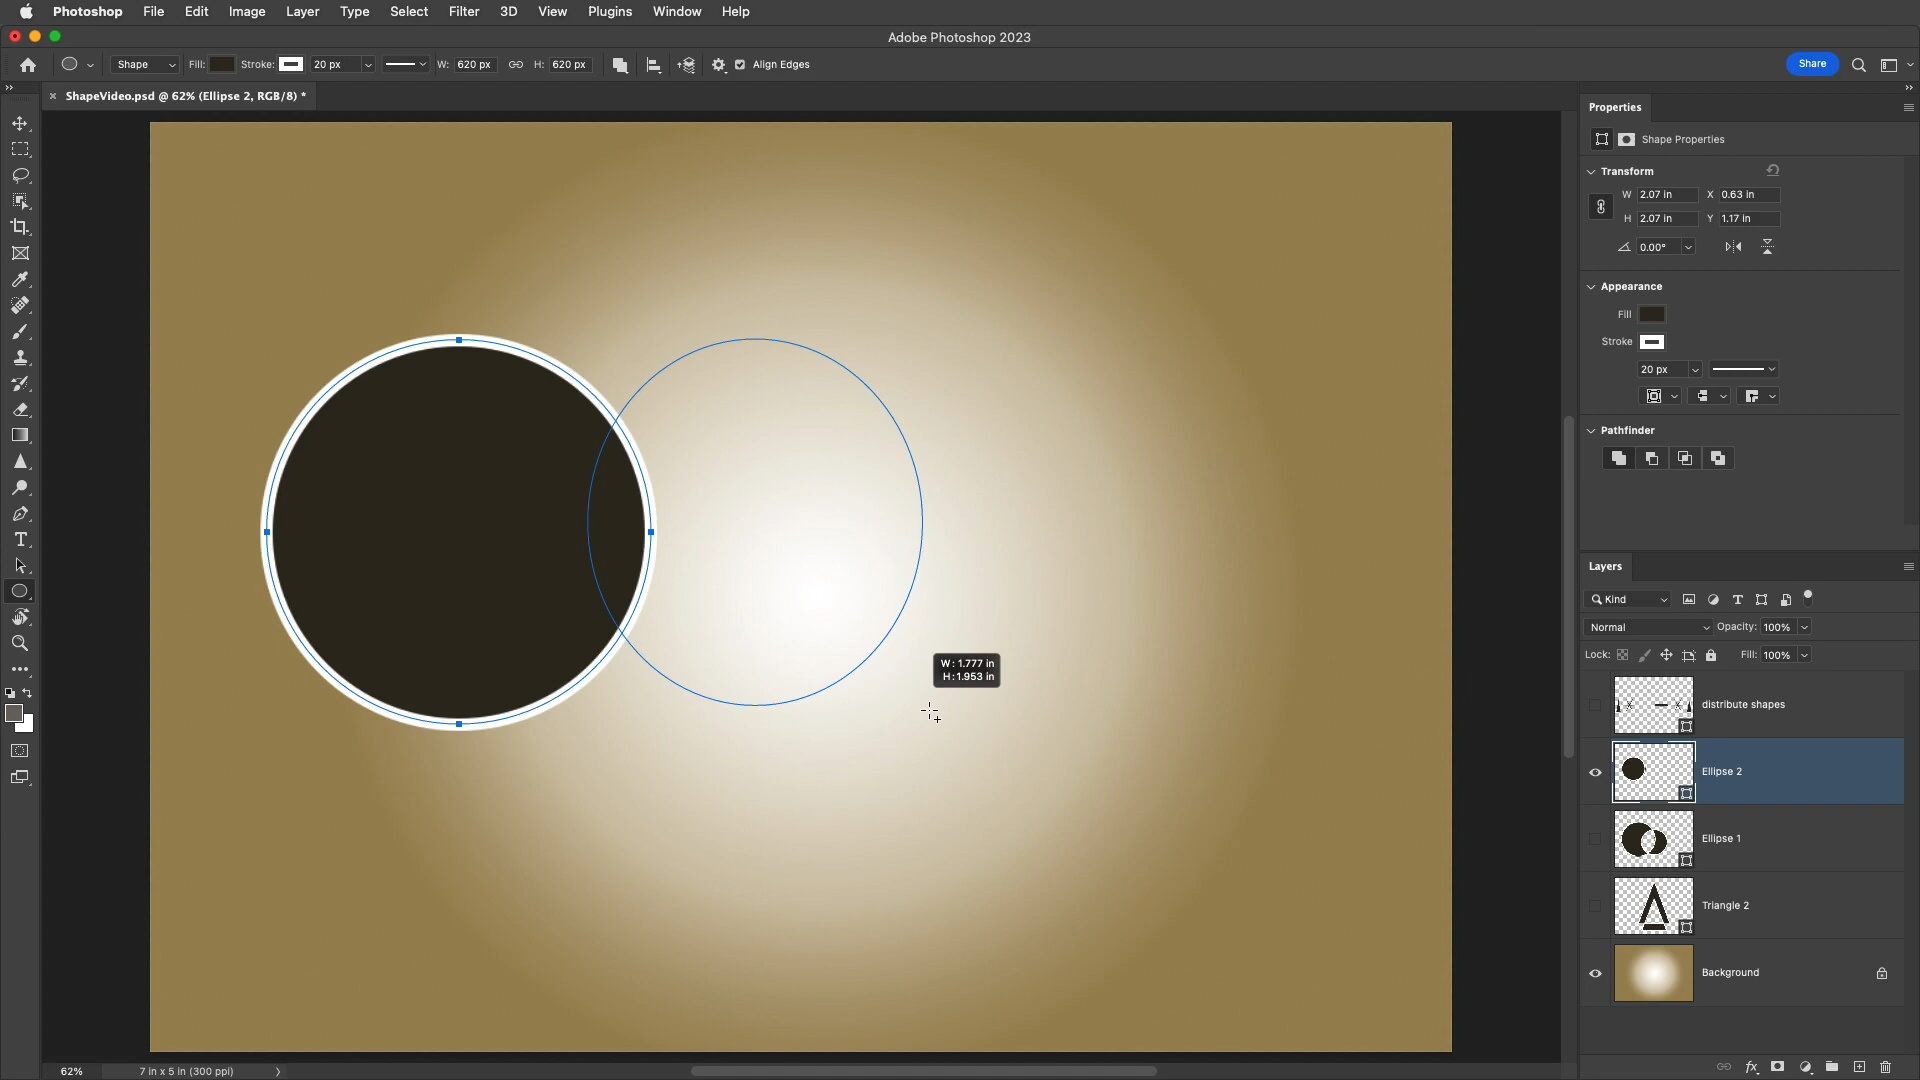 Photoshop File Edit Image Layer Type Select Filter 3D View Plugins Window Help
Adobe Photoshop 2023
Shape Fill: Stroke: 20 px W: 620 px H: 620 px Align Edges Share
ShapeVideo.psd @ 62% (Ellipse 2, RGB/8) *
Properties
Shape Properties
Transform
W 2.07 in X 0.63 in
H 2.07 in Y 1.17 in
0.00°
Appearance
Fill
Stroke
20 px
Pathfinder
W: 1.777 in
H: 1.953 in
Layers
Kind
Normal Opacity: 100%
Lock: Fill: 100%
distribute shapes
Ellipse 2
Ellipse 1
Triangle 2
Background
62% 7 in x 5 in (300 ppi)